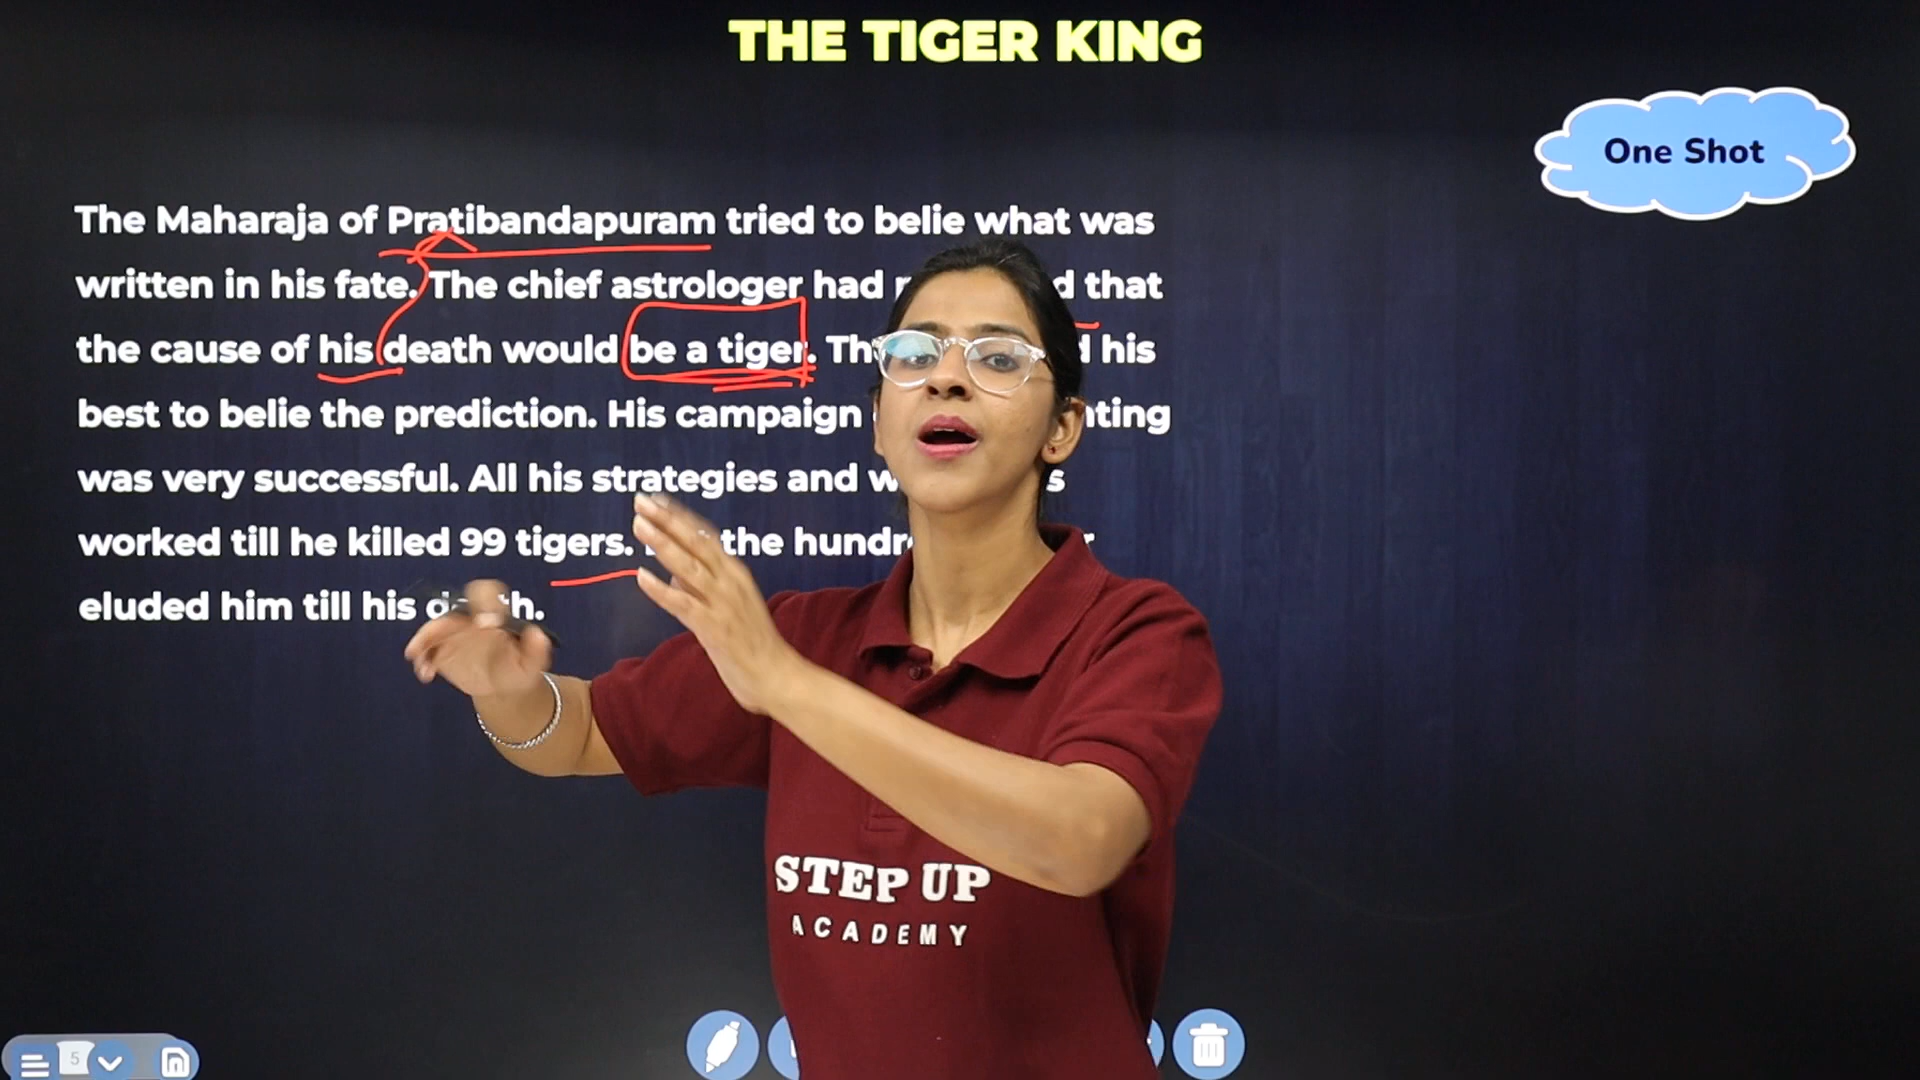 THE TIGER KING
One Shot
The Maharaja of Pratibandapuram tried to belie what was
written in his fate. The chief astrologer had that
the cause of his death would be a tiger. his
best to belie the prediction. His campaign
was very successful. All his strategies and
worked till he killed 99 tigers. the
eluded him till his death.
STEP UP
ACADEMY
5